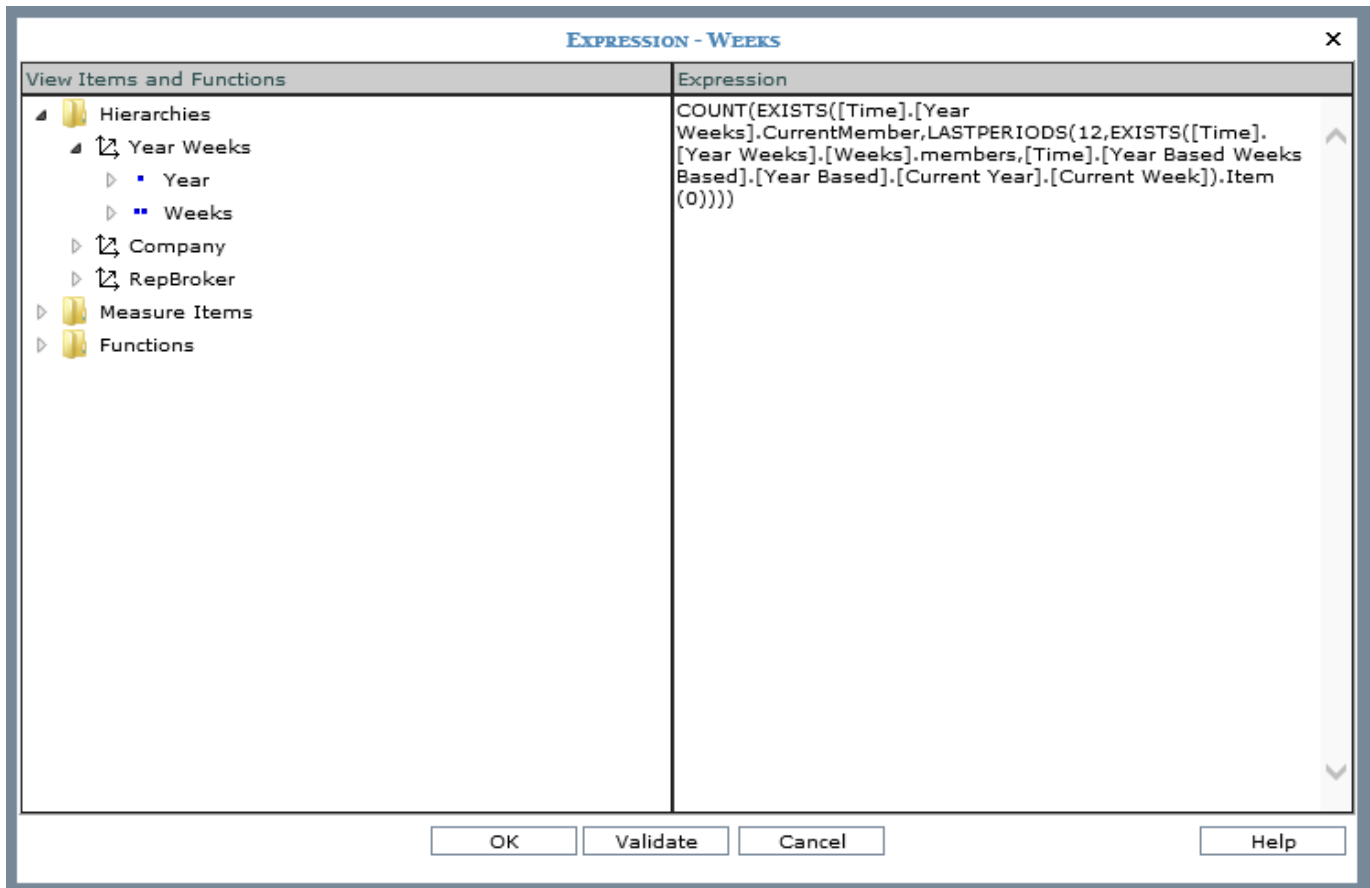 Expression - Weeks
View Items and Functions
Expression
Hierarchies
Year Weeks
Year
Weeks
Company
RepBroker
Measure Items
Functions
COUNT(EXISTS([Time].[Year
Weeks].CurrentMember,LASTPERIODS(12,EXISTS([Time].
[Year Weeks].[Weeks].members,[Time].[Year Based Weeks
Based].[Year Based].[Current Year].[Current Week]).Item
(0))))
OK
Validate
Cancel
Help